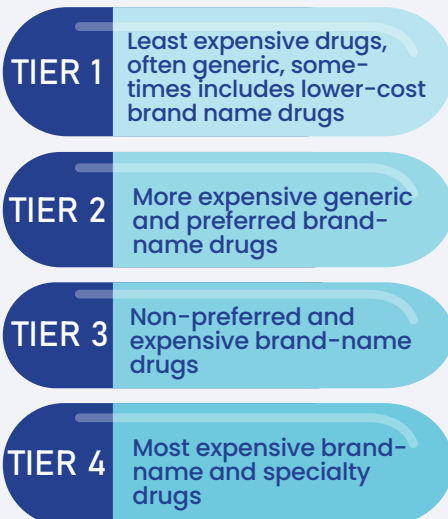 TIER 1
Least expensive drugs,
often generic, some-
times includes lower-cost
brand name drugs
TIER 2
More expensive generic
and preferred brand-
name drugs
TIER 3
Non-preferred and
expensive brand-name
drugs
TIER 4
Most expensive brand-
name and specialty
drugs